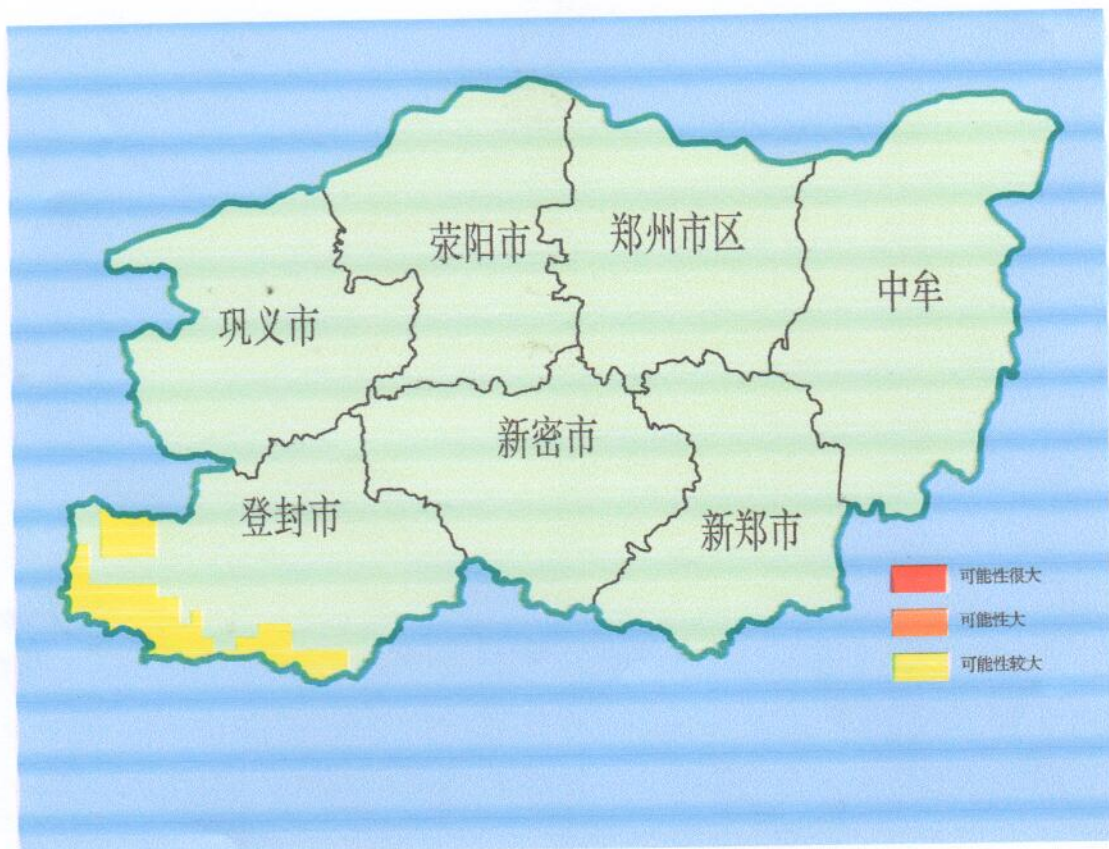 荥阳市
郑州市区
中牟
巩义市
新密市
登封市
新郑市
可能性很大
可能性大
可能性较大